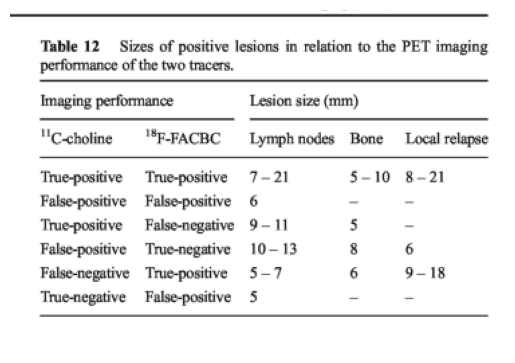 Table 12 Sizes of positive lesions in relation to the PET imaging
performance of the two tracers.
Imaging performance Lesion size (mm)
¹¹C-choline ¹⁸F-FACBC Lymph nodes Bone Local relapse
True-positive True-positive 7 – 21 5 – 10 8 – 21
False-positive False-positive 6 – –
True-positive False-negative 9 – 11 5 –
False-positive True-negative 10 – 13 8 6
False-negative True-positive 5 – 7 6 9 – 18
True-negative False-positive 5 – –